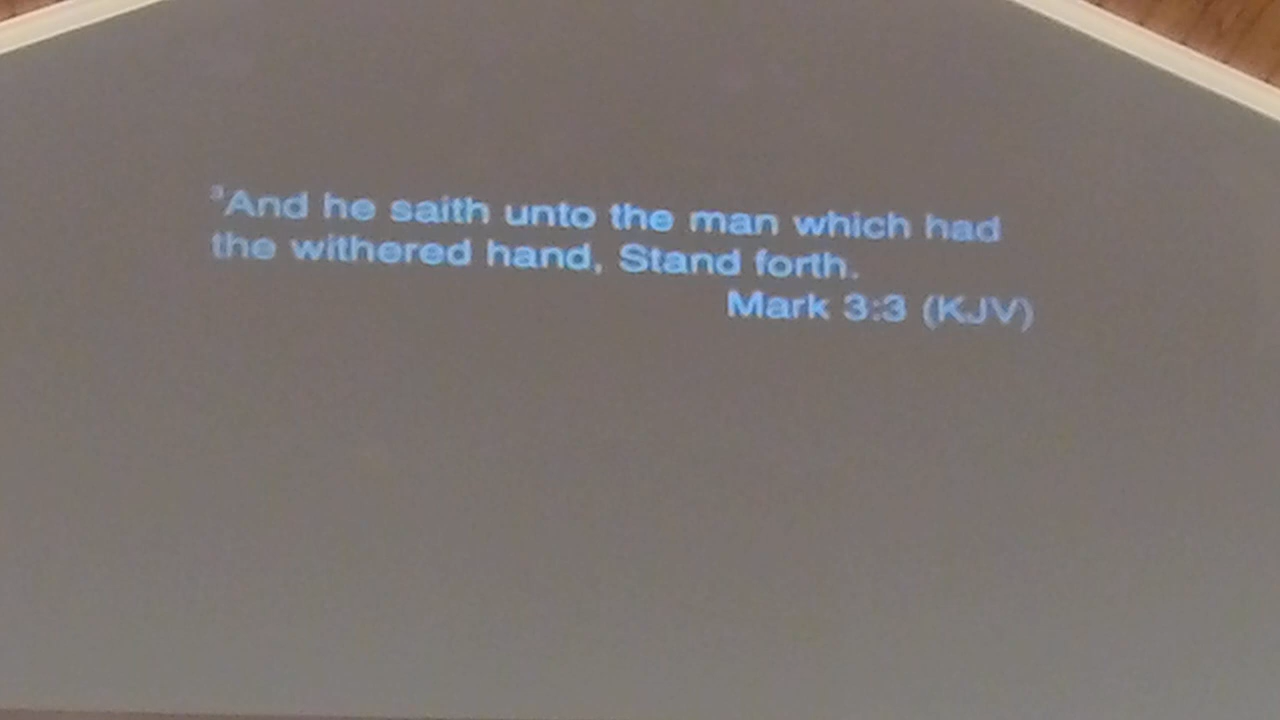 ³And he saith unto the man which had
the withered hand, Stand forth.
Mark 3:3 (KJV)